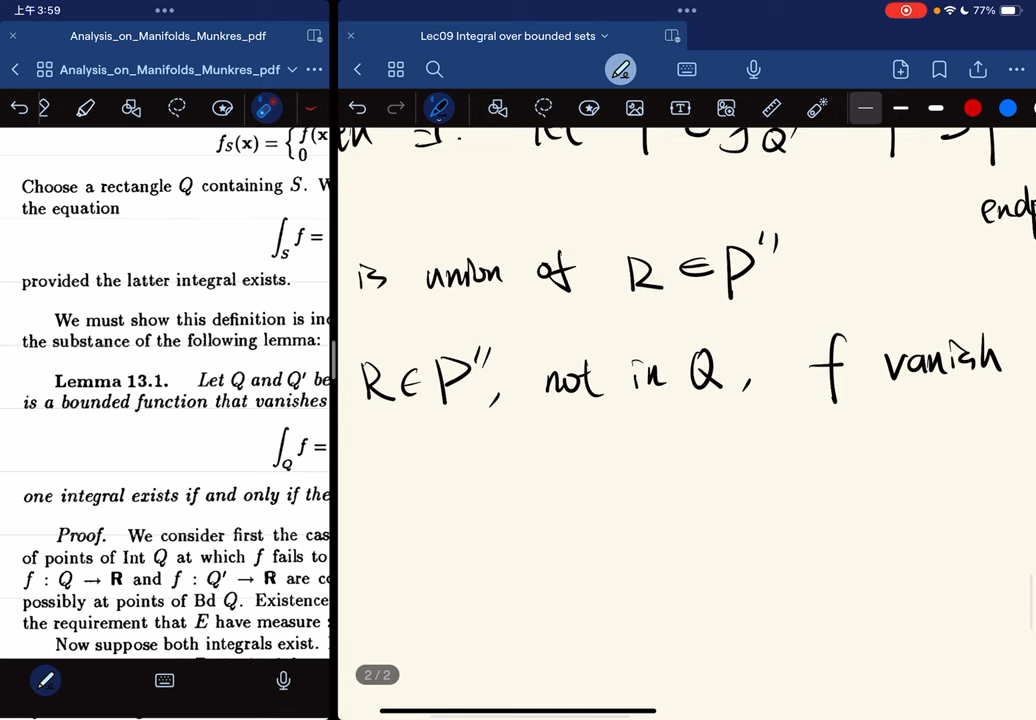 上午3:59
77%
Analysis_on_Manifolds_Munkres_pdf
Analysis_on_Manifolds_Munkres_pdf
f_S(x) = { f(x
0
Choose a rectangle Q containing S. W
the equation
∫_S f =
provided the latter integral exists.
We must show this definition is in
the substance of the following lemma:
Lemma 13.1. Let Q and Q′ be
is a bounded function that vanishes
∫_Q f =
one integral exists if and only if the
Proof. We consider first the cas
of points of Int Q at which f fails to
f : Q → R and f : Q′ → R are co
possibly at points of Bd Q. Existence
the requirement that E have measure
Now suppose both integrals exist.
Lec09 Integral over bounded sets
end
is union of R ∈ P''
R ∈ P'', not in Q, f vanish
2 / 2